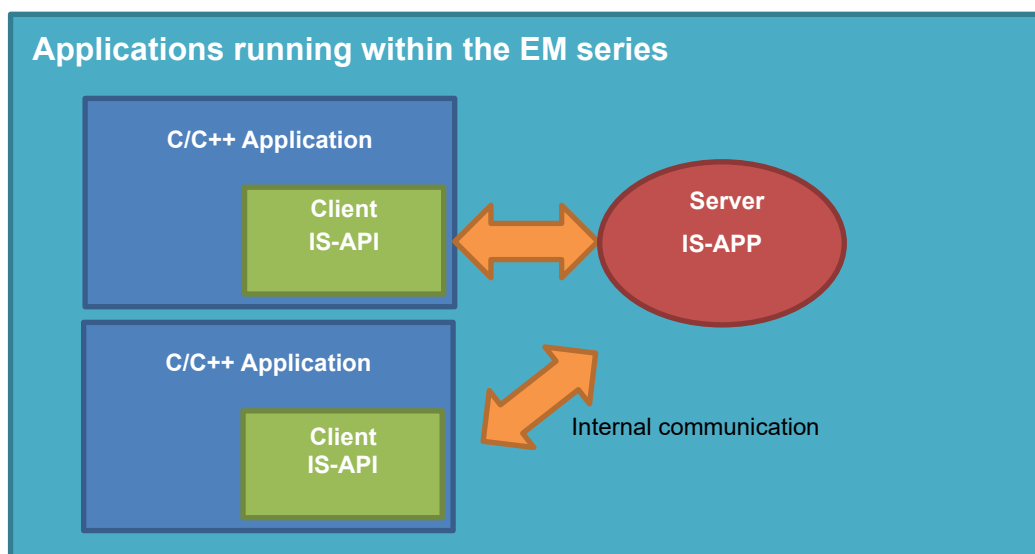 Applications running within the EM series
C/C++ Application
Client
IS-API
Server
IS-APP
C/C++ Application
Client
IS-API
Internal communication